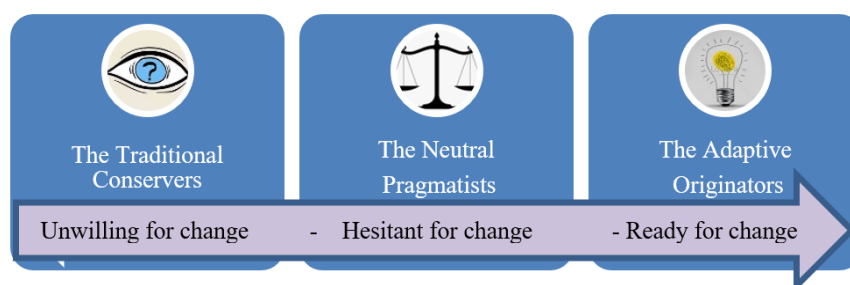 ?
The Traditional
Conservers
The Neutral
Pragmatists
The Adaptive
Originators
Unwilling for change - Hesitant for change - Ready for change